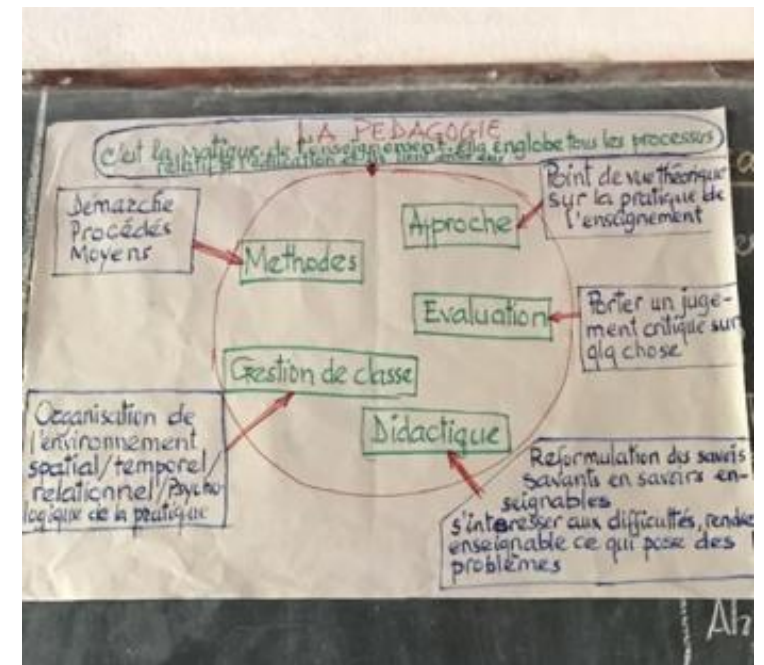 LA PEDAGOGIE
c'est la pratique de l'enseignement. Elle englobe tous les processus
relatif
Démarche
Procédés
Moyens
Methodes
Approche
Point de vue théorique
sur la pratique de
l'enseignement
Evaluation
Porter un juge-
ment critique sur
qlq chose
Gestion de classe
Organisation de
l'environnement
spatial/temporel
relationnel/Psycho-
logique de la pratique
Didactique
Reformulation des savoirs
savants en savoirs en-
seignables
s'intéresser aux difficultés, rendre
enseignable ce qui pose des
problèmes
Ah